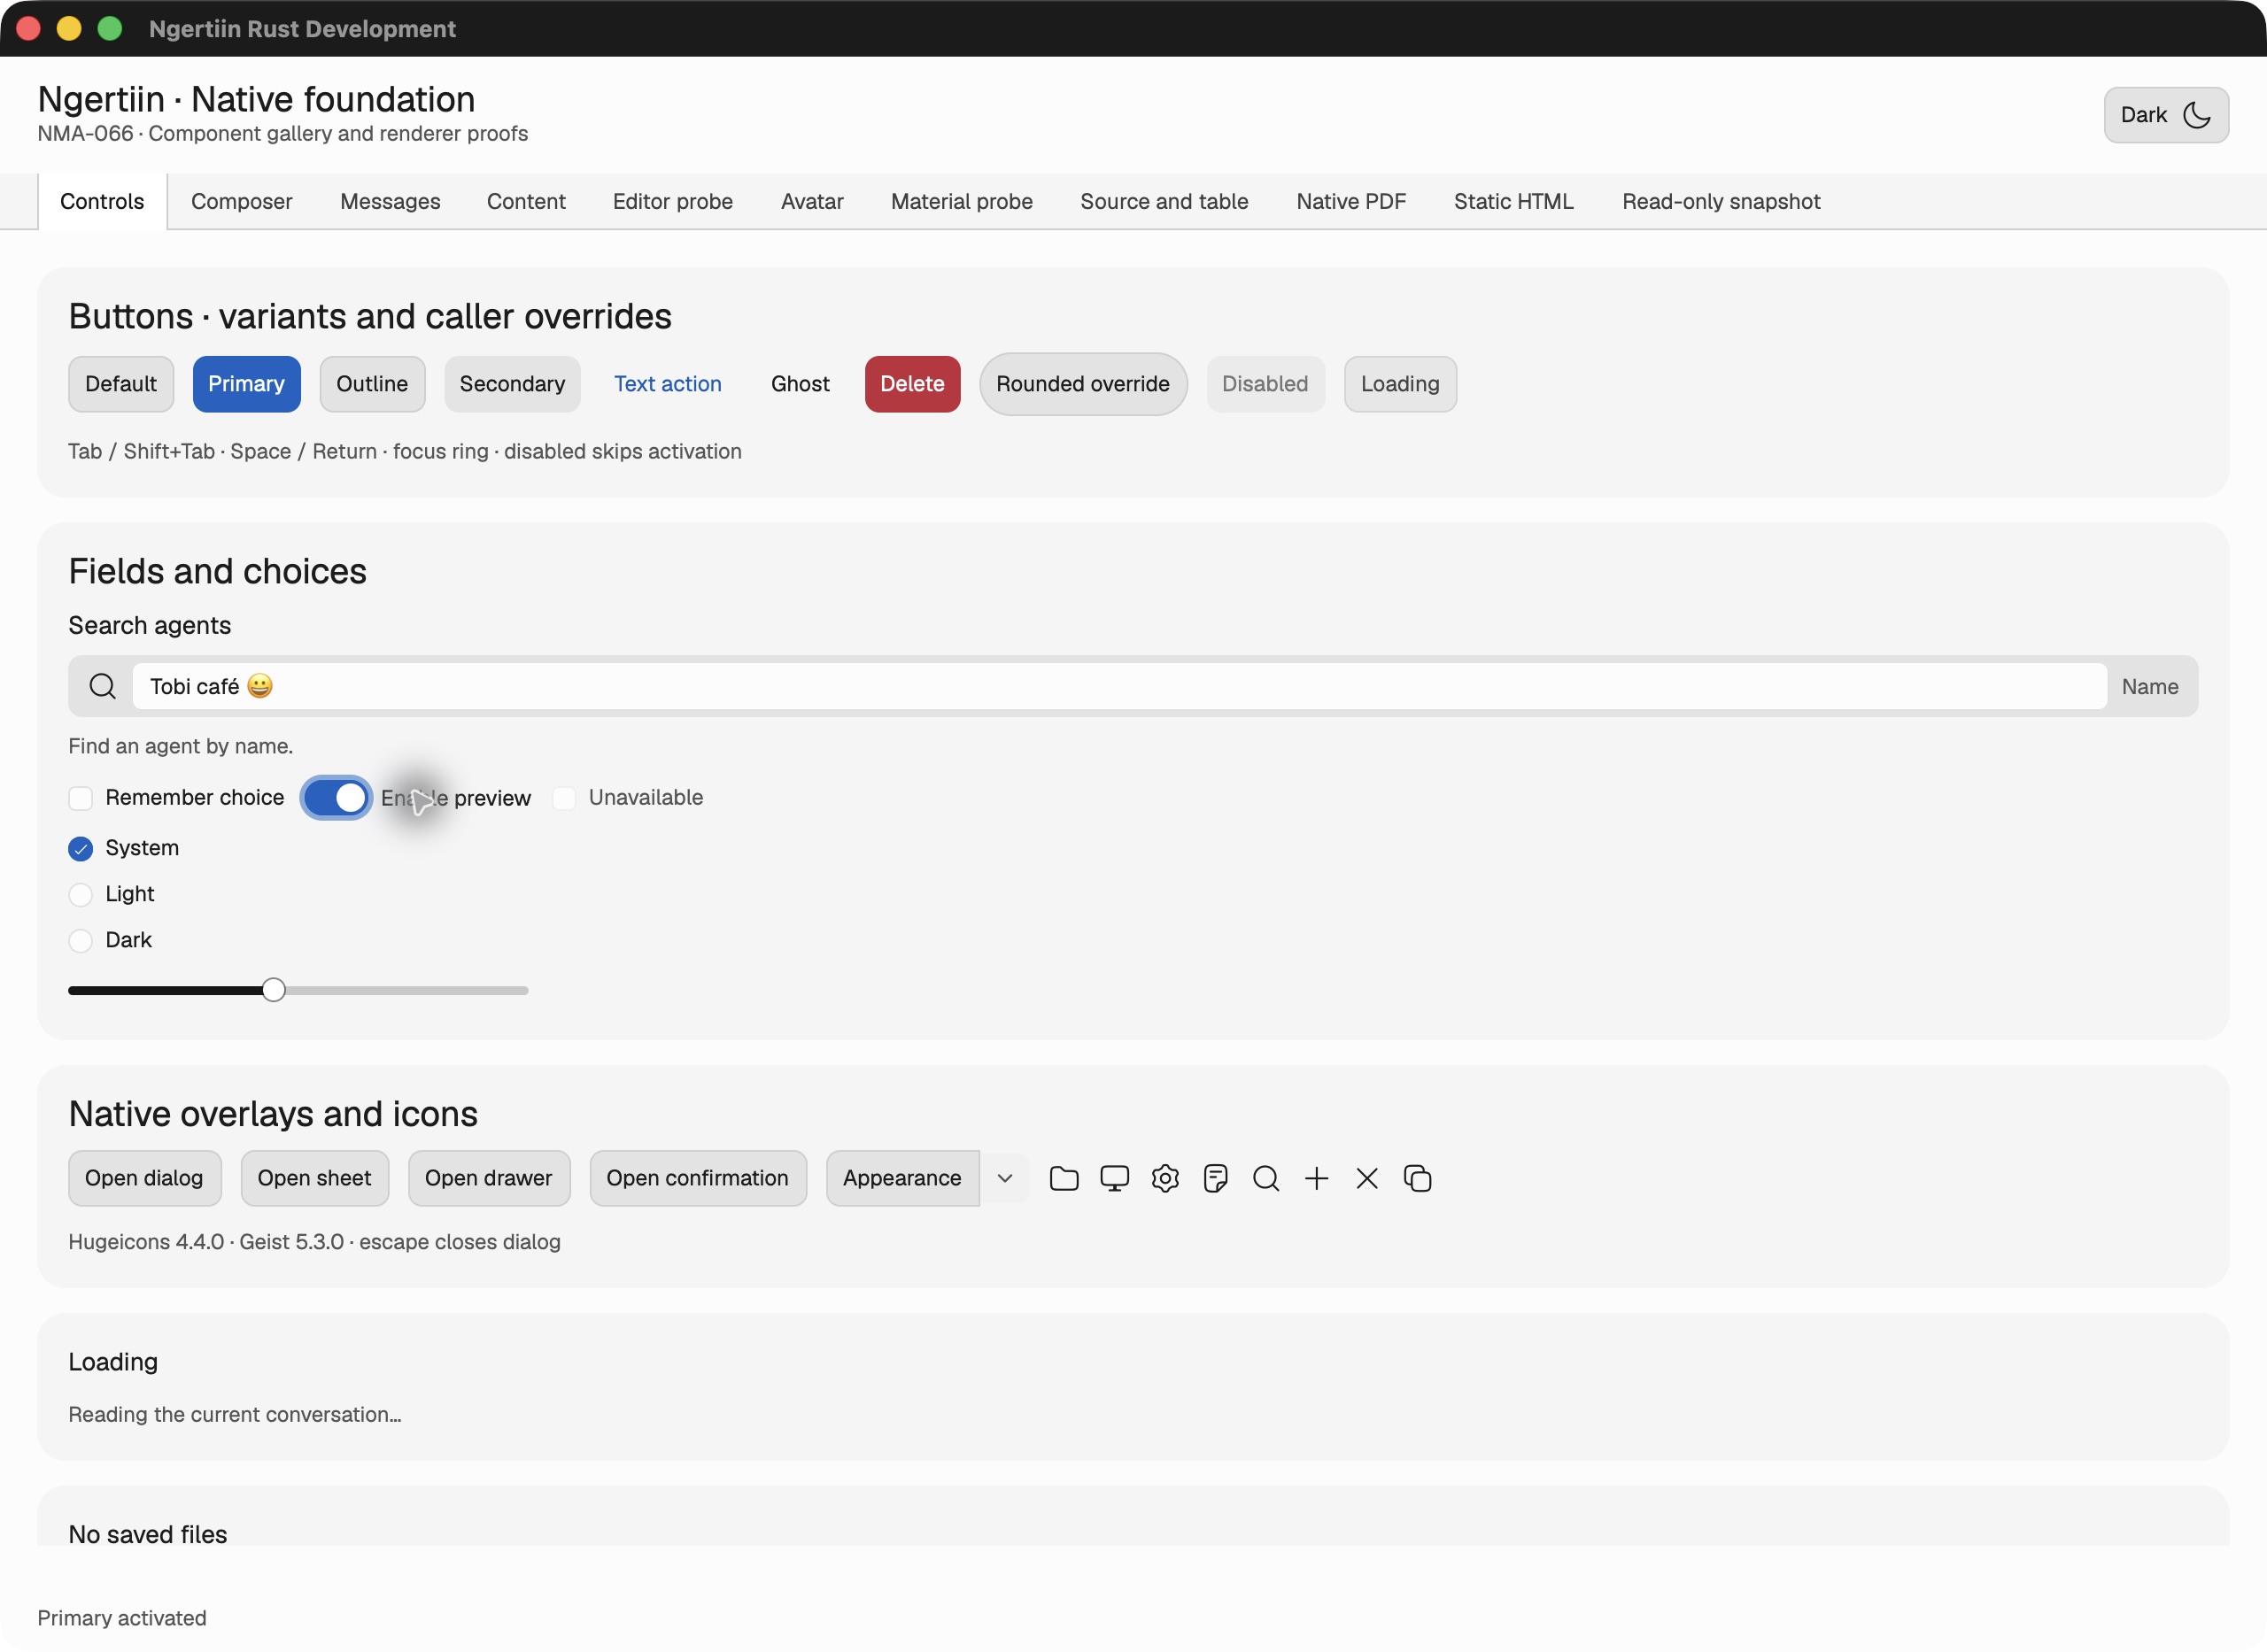 Ngertiin Rust Development
Ngertiin · Native foundation
NMA-066 · Component gallery and renderer proofs
Dark
Controls Composer Messages Content Editor probe Avatar Material probe Source and table Native PDF Static HTML Read-only snapshot
Buttons · variants and caller overrides
Default Primary Outline Secondary Text action Ghost Delete Rounded override Disabled Loading
Tab / Shift+Tab · Space / Return · focus ring · disabled skips activation
Fields and choices
Search agents
Tobi café 😀 Name
Find an agent by name.
Remember choice Enable preview Unavailable
System
Light
Dark
Native overlays and icons
Open dialog Open sheet Open drawer Open confirmation Appearance
Hugeicons 4.4.0 · Geist 5.3.0 · escape closes dialog
Loading
Reading the current conversation…
No saved files
Primary activated